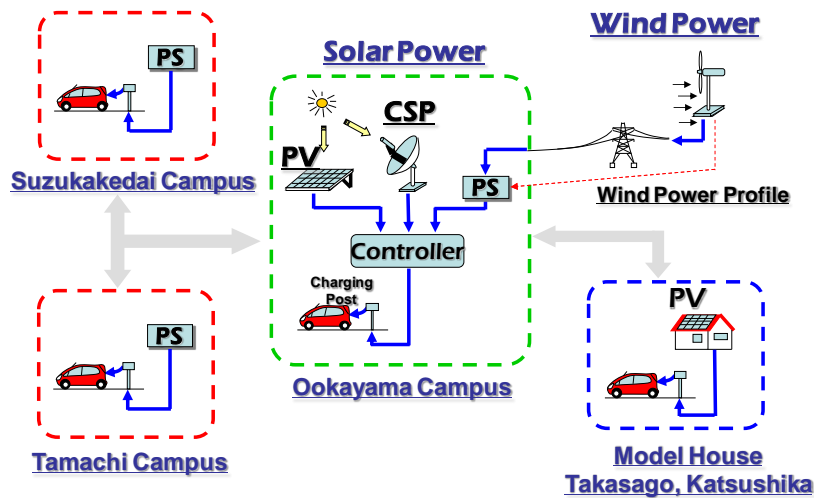 Wind Power
Solar Power
PS
CSP
PV
PS
Wind Power Profile
Suzukakedai Campus
Controller
Charging
Post
PV
PS
Ookayama Campus
Tamachi Campus
Model House
Takasago, Katsushika